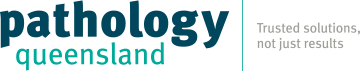 pathology
queensland
Trusted solutions,
not just results